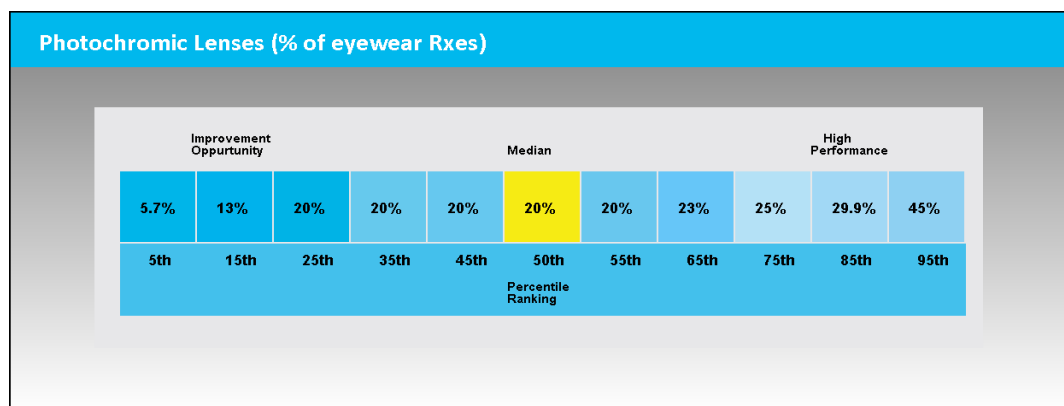 Photochromic Lenses (% of eyewear Rxes)
Improvement
Oppurtunity
Median
High
Performance
5.7% 13% 20% 20% 20% 20% 20% 23% 25% 29.9% 45%
5th 15th 25th 35th 45th 50th 55th 65th 75th 85th 95th
Percentile
Ranking